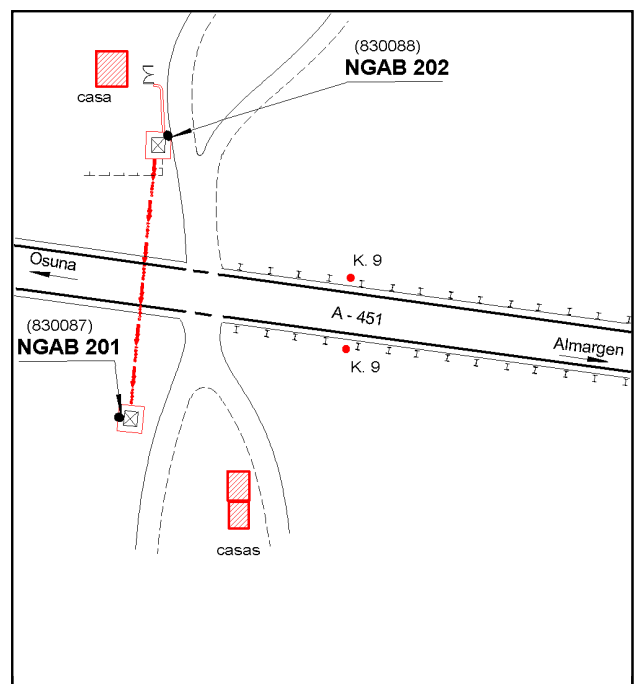 (830088)
NGAB 202
casa
Osuna
K. 9
A - 451
Almargen
(830087)
NGAB 201
K. 9
casas